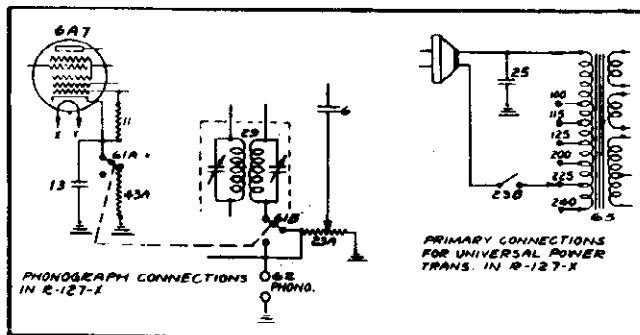 6A7
X Y
11
61A
13
43A
29
6
61B
23A
62
PHONO.
PHONOGRAPH CONNECTIONS
IN R-127-X
25
100
115
125
200
225
240
23B
65
PRIMARY CONNECTIONS
FOR UNIVERSAL POWER
TRANS. IN R-127-X